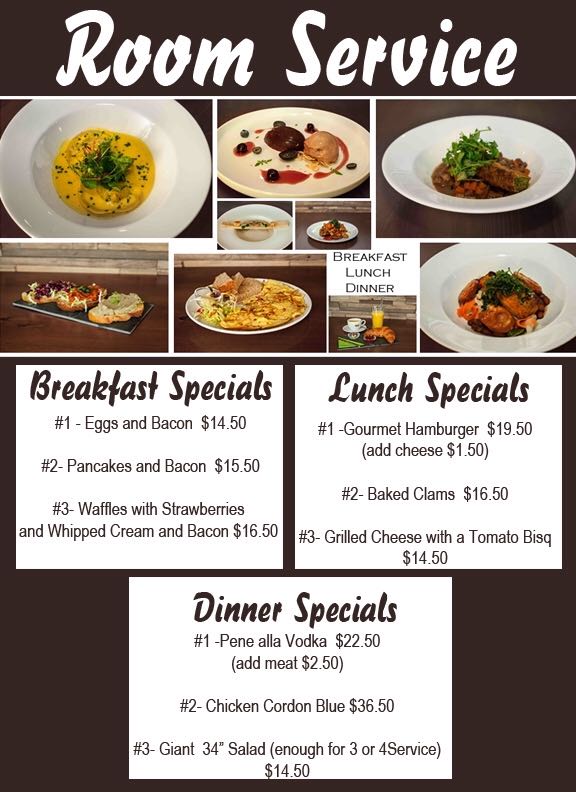 Room Service
BREAKFAST
LUNCH
DINNER
Breakfast Specials
#1 - Eggs and Bacon $14.50
#2- Pancakes and Bacon $15.50
#3- Waffles with Strawberries
and Whipped Cream and Bacon $16.50
Lunch Specials
#1 -Gourmet Hamburger $19.50
(add cheese $1.50)
#2- Baked Clams $16.50
#3- Grilled Cheese with a Tomato Bisq
$14.50
Dinner Specials
#1 -Pene alla Vodka $22.50
(add meat $2.50)
#2- Chicken Cordon Blue $36.50
#3- Giant 34” Salad (enough for 3 or 4Service)
$14.50